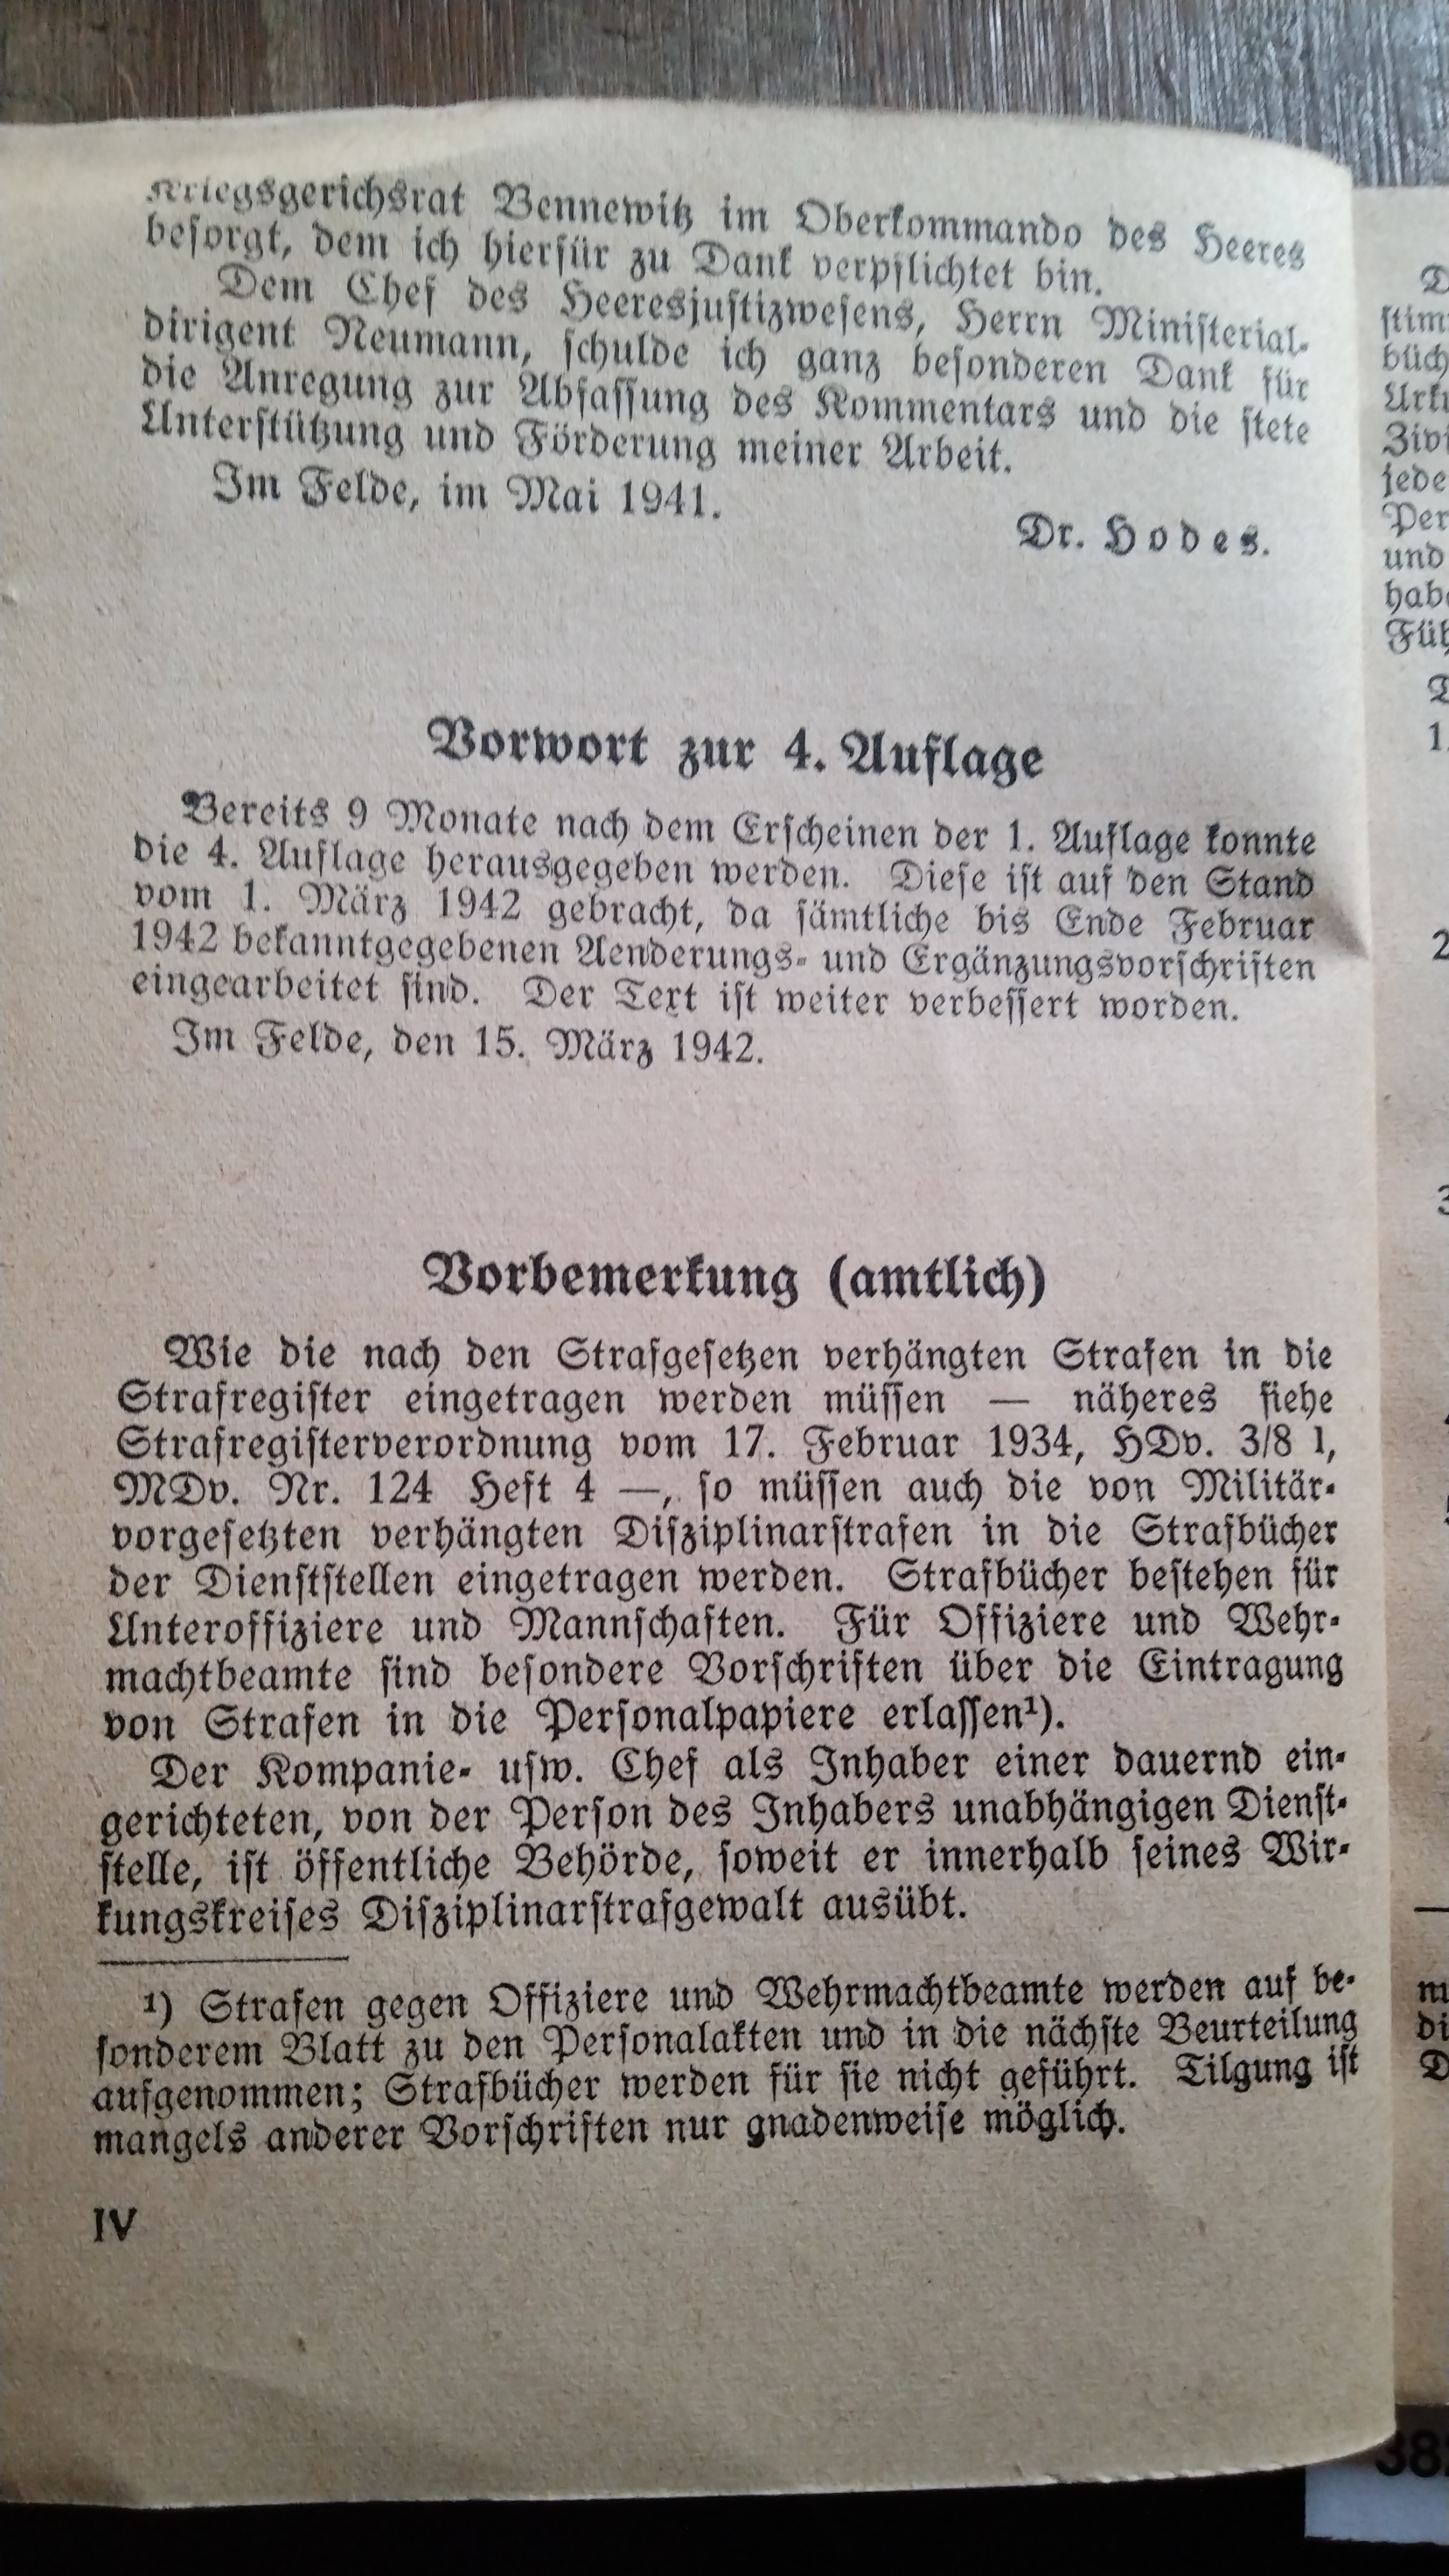 Kriegsgerichsrat Bennewitz im Oberkommando des Heeres
besorgt, dem ich hierfür zu Dank verpflichtet bin.
Dem Chef des Heeresjustizwesens, Herrn Ministerial-
dirigent Neumann, schulde ich ganz besonderen Dank für
die Anregung zur Abfassung des Kommentars und die stete
Unterstützung und Förderung meiner Arbeit.
Im Felde, im Mai 1941.
Dr. Hodes.
Vorwort zur 4. Auflage
Bereits 9 Monate nach dem Erscheinen der 1. Auflage konnte
die 4. Auflage herausgegeben werden. Diese ist auf den Stand
vom 1. März 1942 gebracht, da sämtliche bis Ende Februar
1942 bekanntgegebenen Aenderungs- und Ergänzungsvorschriften
eingearbeitet sind. Der Text ist weiter verbessert worden.
Im Felde, den 15. März 1942.
Vorbemerkung (amtlich)
Wie die nach den Strafgesetzen verhängten Strafen in die
Strafregister eingetragen werden müssen — näheres siehe
Strafregisterverordnung vom 17. Februar 1934, HDv. 3/8 1,
MDv. Nr. 124 Heft 4 —, so müssen auch die von Militär-
vorgesetzten verhängten Disziplinarstrafen in die Strafbücher
der Dienststellen eingetragen werden. Strafbücher bestehen für
Unteroffiziere und Mannschaften. Für Offiziere und Wehr-
machtbeamte sind besondere Vorschriften über die Eintragung
von Strafen in die Personalpapiere erlassen¹).
Der Kompanie- usw. Chef als Inhaber einer dauernd ein-
gerichteten, von der Person des Inhabers unabhängigen Dienst-
stelle, ist öffentliche Behörde, soweit er innerhalb seines Wir-
kungskreises Disziplinarstrafgewalt ausübt.
¹) Strafen gegen Offiziere und Wehrmachtbeamte werden auf be-
sonderem Blatt zu den Personalakten und in die nächste Beurteilung
aufgenommen; Strafbücher werden für sie nicht geführt. Tilgung ist
mangels anderer Vorschriften nur gnadenweise möglich.
IV